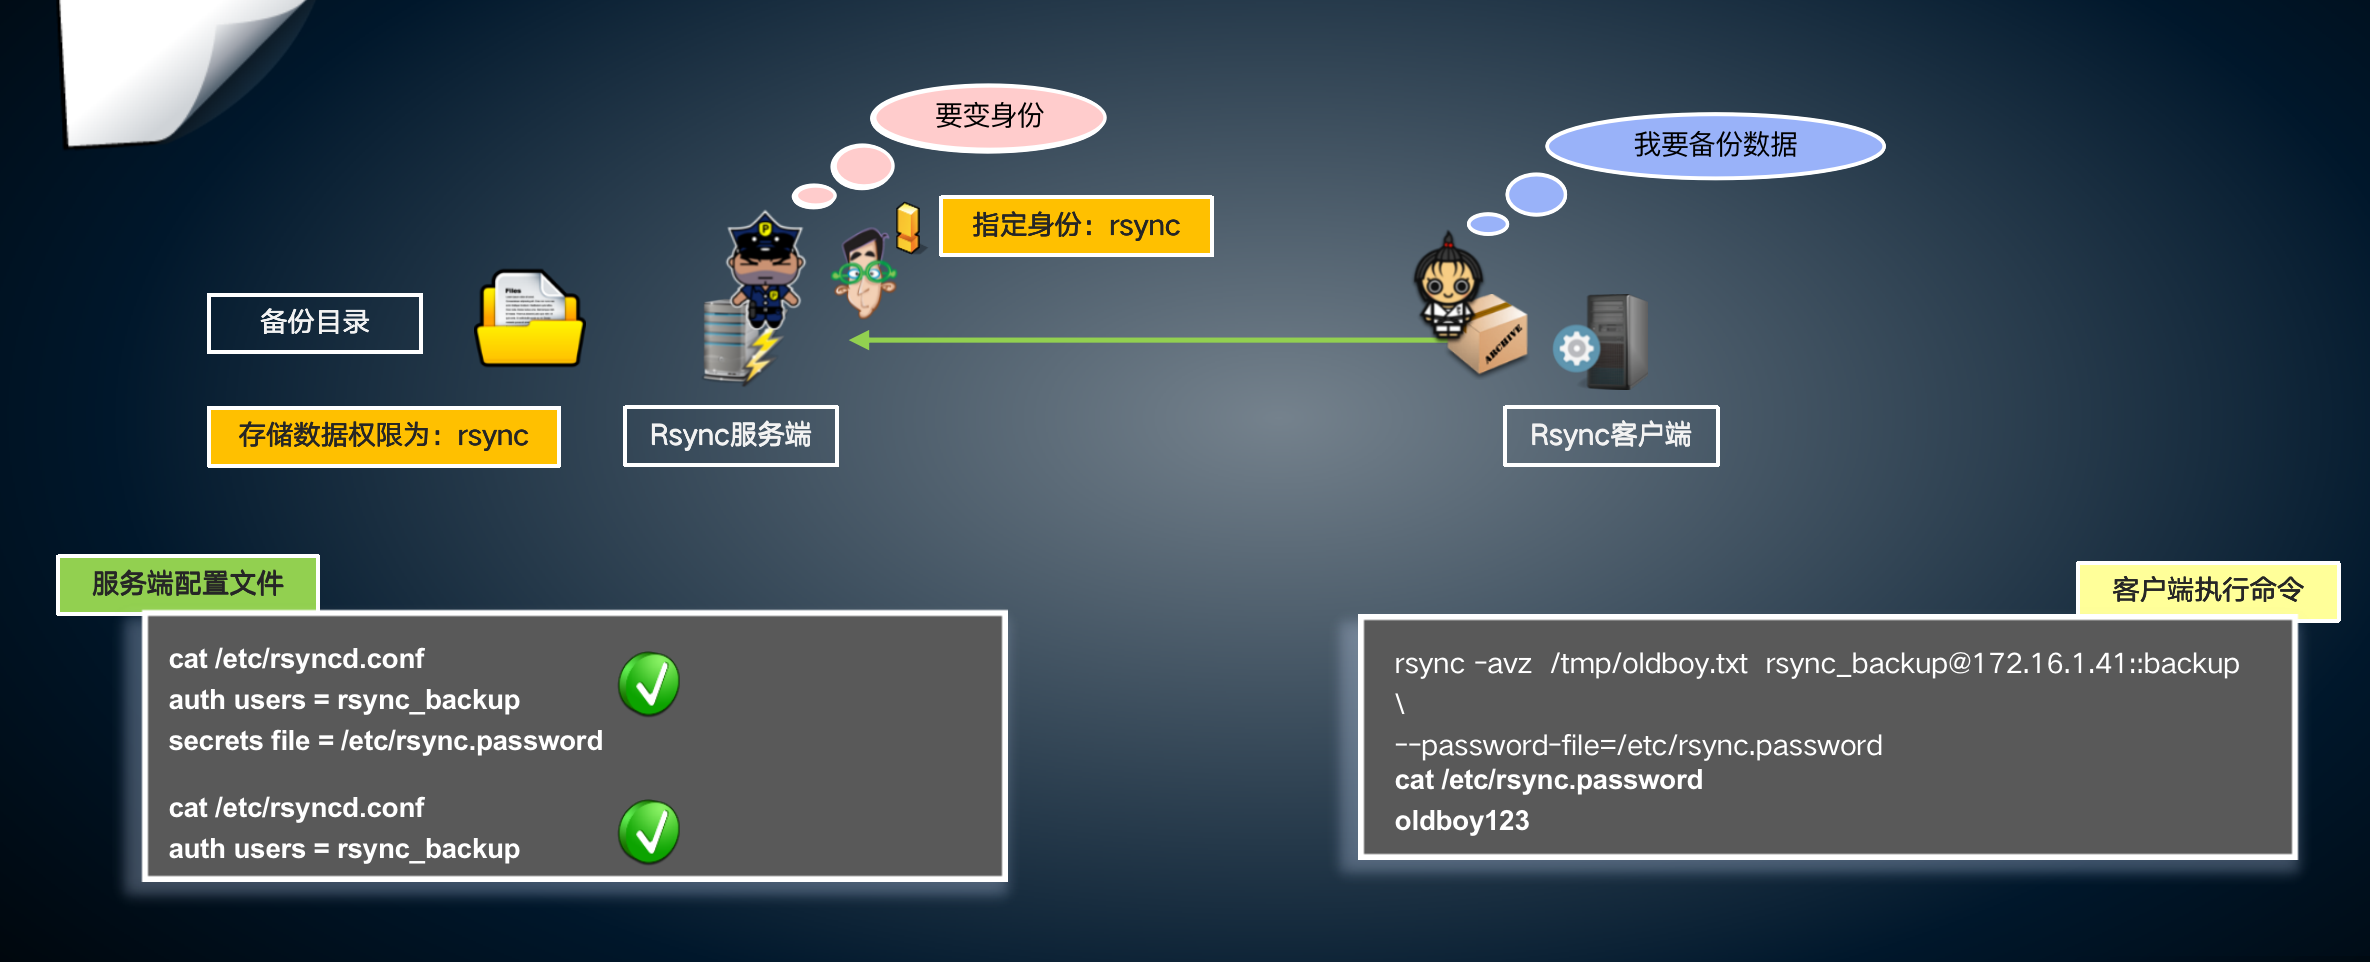 要变身份
我要备份数据
指定身份：rsync
Files
备份目录
ARCHIVE
存储数据权限为：rsync
Rsync服务端
Rsync客户端
服务端配置文件
cat /etc/rsyncd.conf
auth users = rsync_backup
secrets file = /etc/rsync.password
cat /etc/rsyncd.conf
auth users = rsync_backup
客户端执行命令
rsync -avz  /tmp/oldboy.txt  rsync_backup@172.16.1.41::backup
\
--password-file=/etc/rsync.password
cat /etc/rsync.password
oldboy123